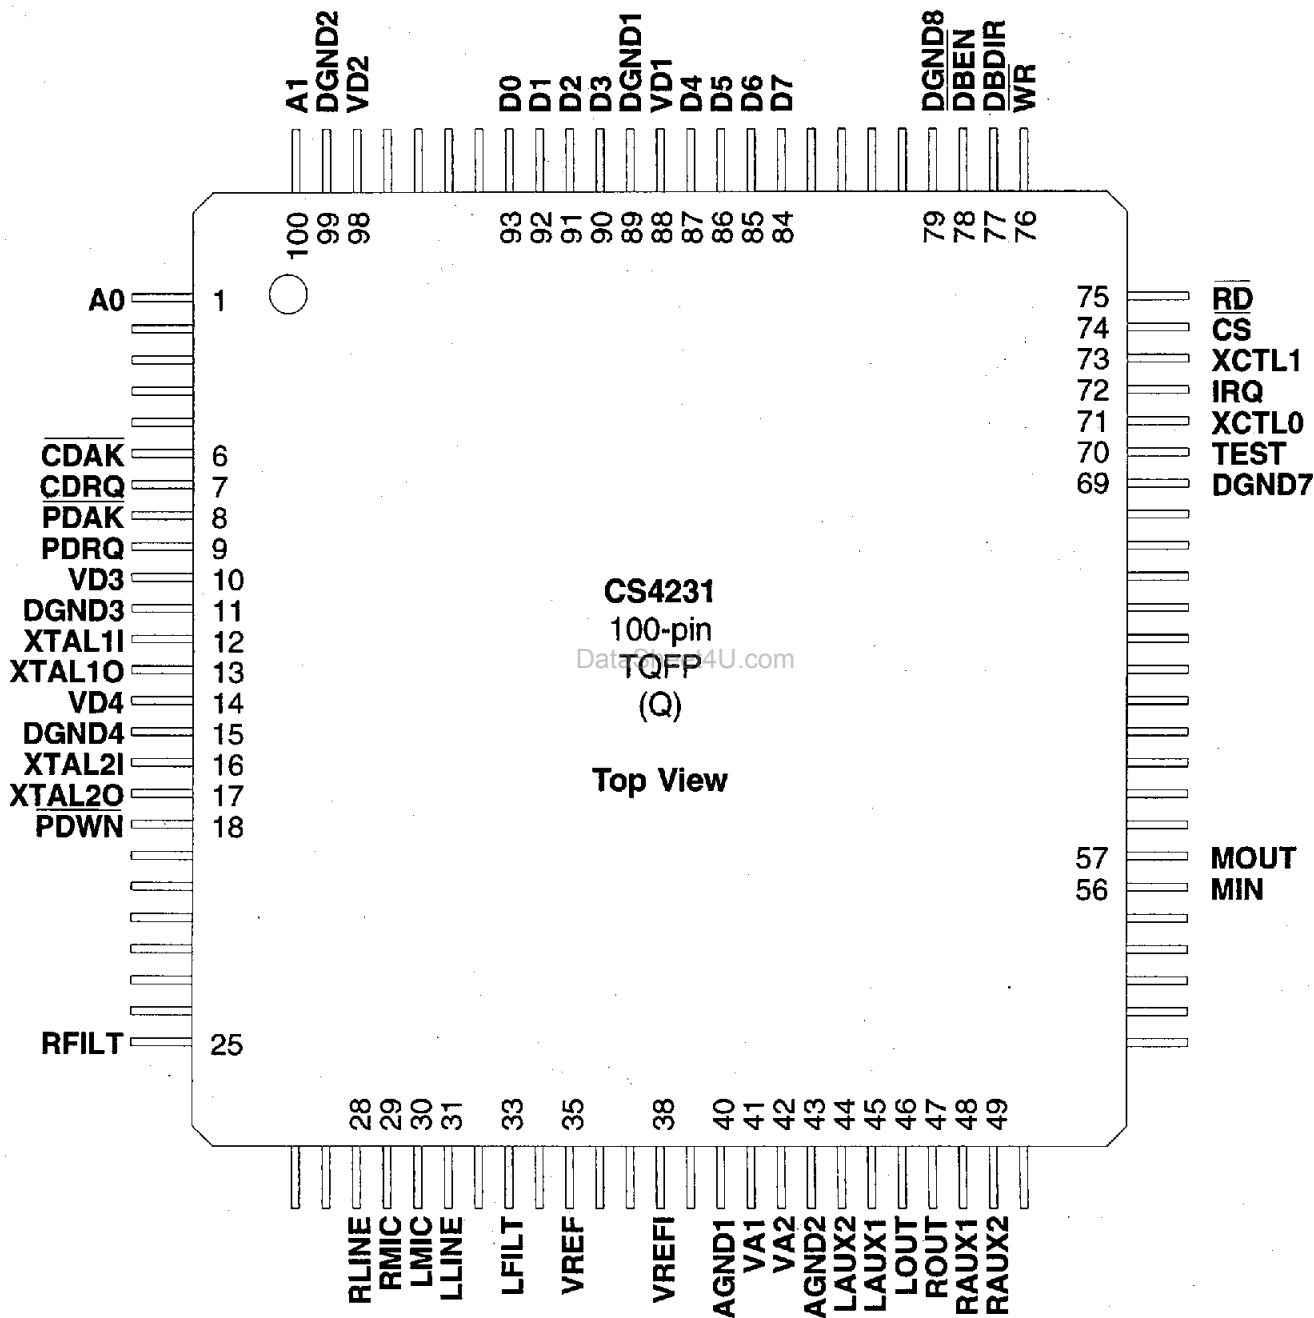 A1
DGND2
VD2
D0
D1
D2
D3
DGND1
VD1
D4
D5
D6
D7
DGND8
DBEN
DBDIR
WR
100
99
98
93
92
91
90
89
88
87
86
85
84
79
78
77
76
A0 1
CDAK 6
CDRQ 7
PDAK 8
PDRQ 9
VD3 10
DGND3 11
XTAL1I 12
XTAL1O 13
VD4 14
DGND4 15
XTAL2I 16
XTAL2O 17
PDWN 18
RFILT 25
CS4231
100-pin
DataSheet4U.com
TQFP
(Q)
Top View
75 RD
74 CS
73 XCTL1
72 IRQ
71 XCTL0
70 TEST
69 DGND7
57 MOUT
56 MIN
28
29
30
31
33
35
38
40
41
42
43
44
45
46
47
48
49
RLINE
RMIC
LMIC
LLINE
LFILT
VREF
VREFI
AGND1
VA1
VA2
AGND2
LAUX2
LAUX1
LOUT
ROUT
RAUX1
RAUX2